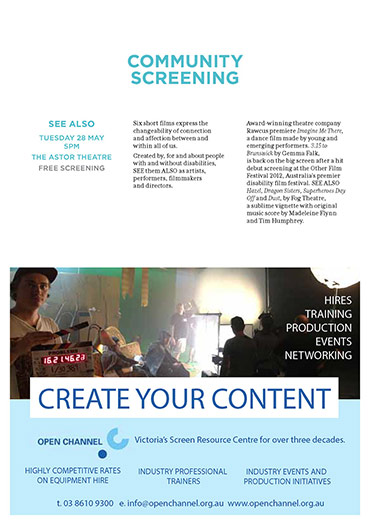 COMMUNITY
SCREENING
SEE ALSO
TUESDAY 28 MAY
5PM
THE ASTOR THEATRE
FREE SCREENING
Six short films express the
changeability of connection
and affection between and
within all of us.
Created by, for and about people
with and without disabilities,
SEE them ALSO as artists,
performers, filmmakers
and directors.
Award-winning theatre company
Rawcus premiere Imagine Me There,
a dance film made by young and
emerging performers. 3.15 to
Brunswick by Gemma Falk,
is back on the big screen after a hit
debut screening at the Other Film
Festival 2012, Australia's premier
disability film festival. SEE ALSO
Hazel, Dragon Sisters, Superheroes Day
Off and Dust, by Fog Theatre,
a sublime vignette with original
music score by Madeleine Flynn
and Tim Humphrey.
HIRES
TRAINING
PRODUCTION
EVENTS
NETWORKING
CREATE YOUR CONTENT
OPEN CHANNEL
Victoria's Screen Resource Centre for over three decades.
HIGHLY COMPETITIVE RATES
ON EQUIPMENT HIRE
INDUSTRY PROFESSIONAL
TRAINERS
INDUSTRY EVENTS AND
PRODUCTION INITIATIVES
t. 03 8610 9300 e. info@openchannel.org.au www.openchannel.org.au